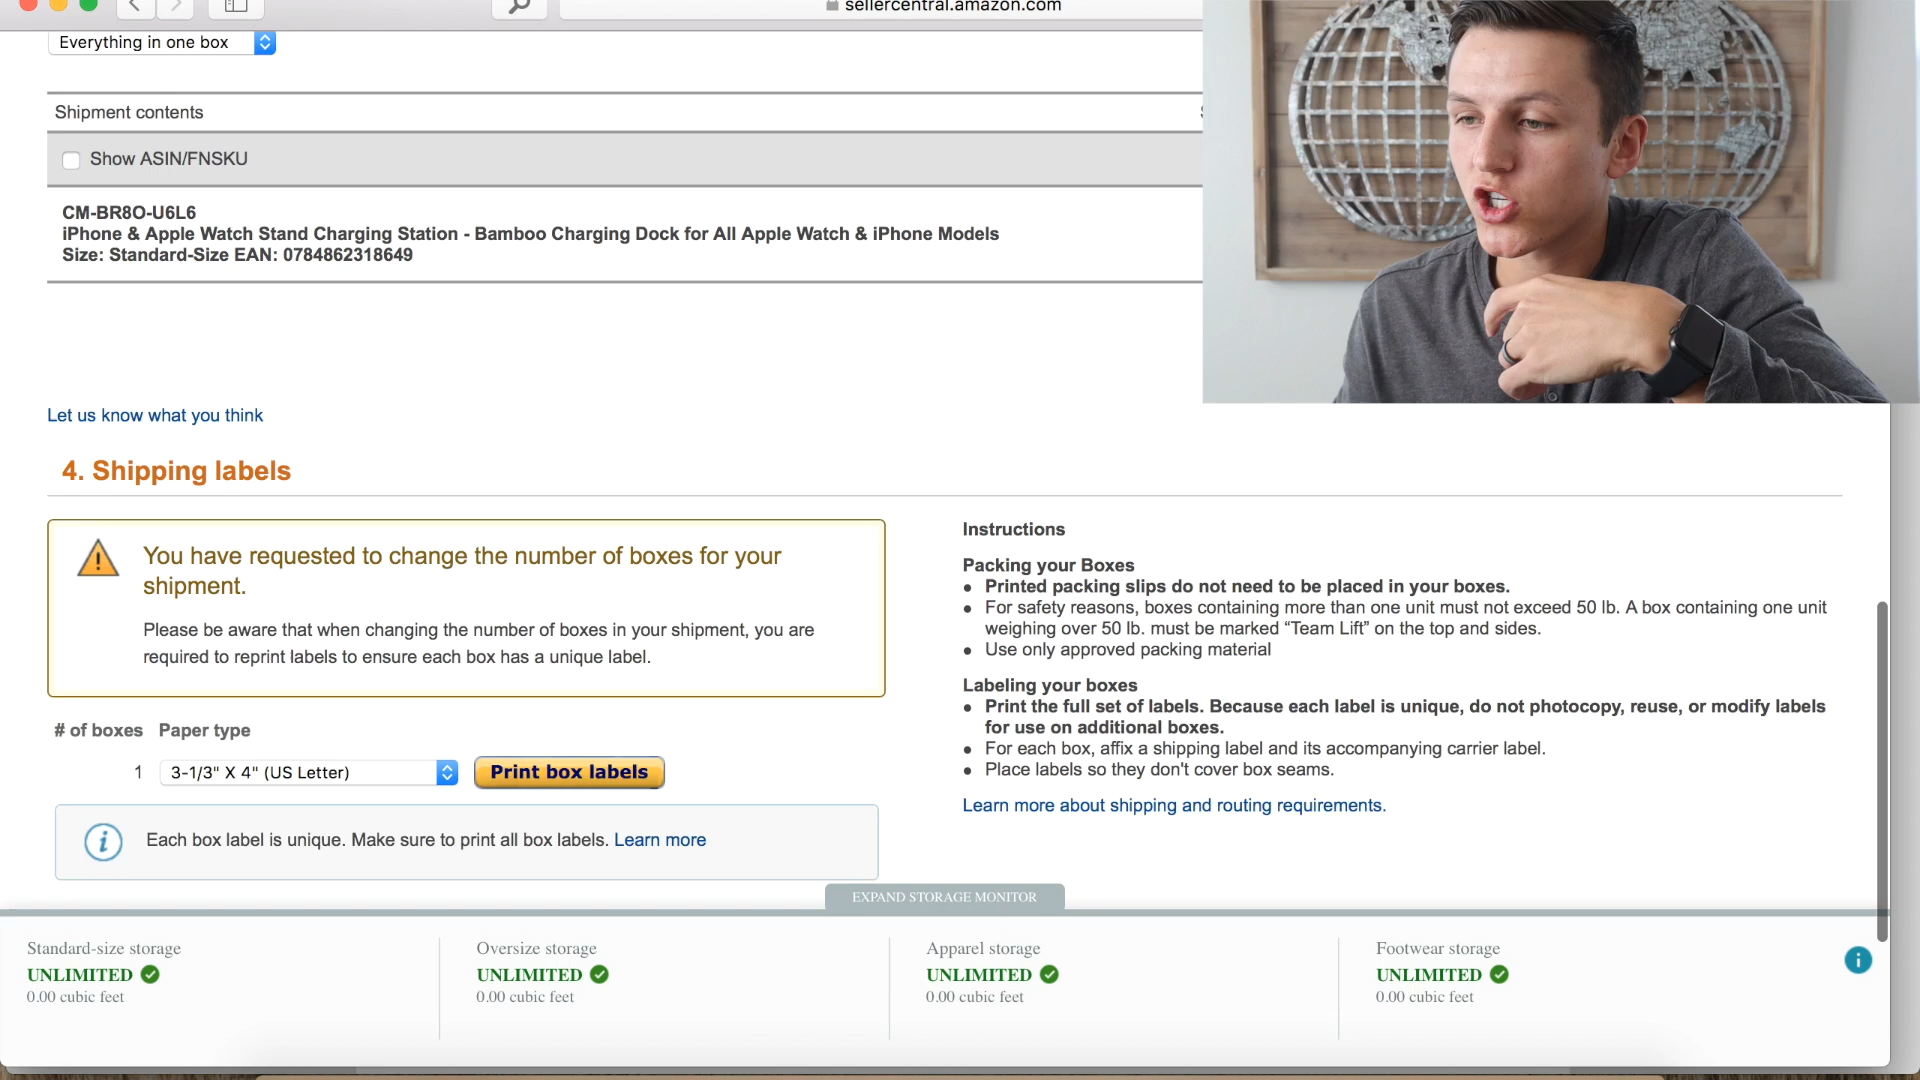 sellercentral.amazon.com
Everything in one box
Shipment contents
Show ASIN/FNSKU
CM-BR8O-U6L6
iPhone & Apple Watch Stand Charging Station - Bamboo Charging Dock for All Apple Watch & iPhone Models
Size: Standard-Size EAN: 0784862318649
Let us know what you think
4. Shipping labels
You have requested to change the number of boxes for your
shipment.
Please be aware that when changing the number of boxes in your shipment, you are
required to reprint labels to ensure each box has a unique label.
# of boxes Paper type
1 3-1/3" X 4" (US Letter) Print box labels
Each box label is unique. Make sure to print all box labels. Learn more
Instructions
Packing your Boxes
• Printed packing slips do not need to be placed in your boxes.
• For safety reasons, boxes containing more than one unit must not exceed 50 lb. A box containing one unit
weighing over 50 lb. must be marked “Team Lift” on the top and sides.
• Use only approved packing material
Labeling your boxes
• Print the full set of labels. Because each label is unique, do not photocopy, reuse, or modify labels
for use on additional boxes.
• For each box, affix a shipping label and its accompanying carrier label.
• Place labels so they don't cover box seams.
Learn more about shipping and routing requirements.
EXPAND STORAGE MONITOR
Standard-size storage
UNLIMITED
0.00 cubic feet
Oversize storage
UNLIMITED
0.00 cubic feet
Apparel storage
UNLIMITED
0.00 cubic feet
Footwear storage
UNLIMITED
0.00 cubic feet